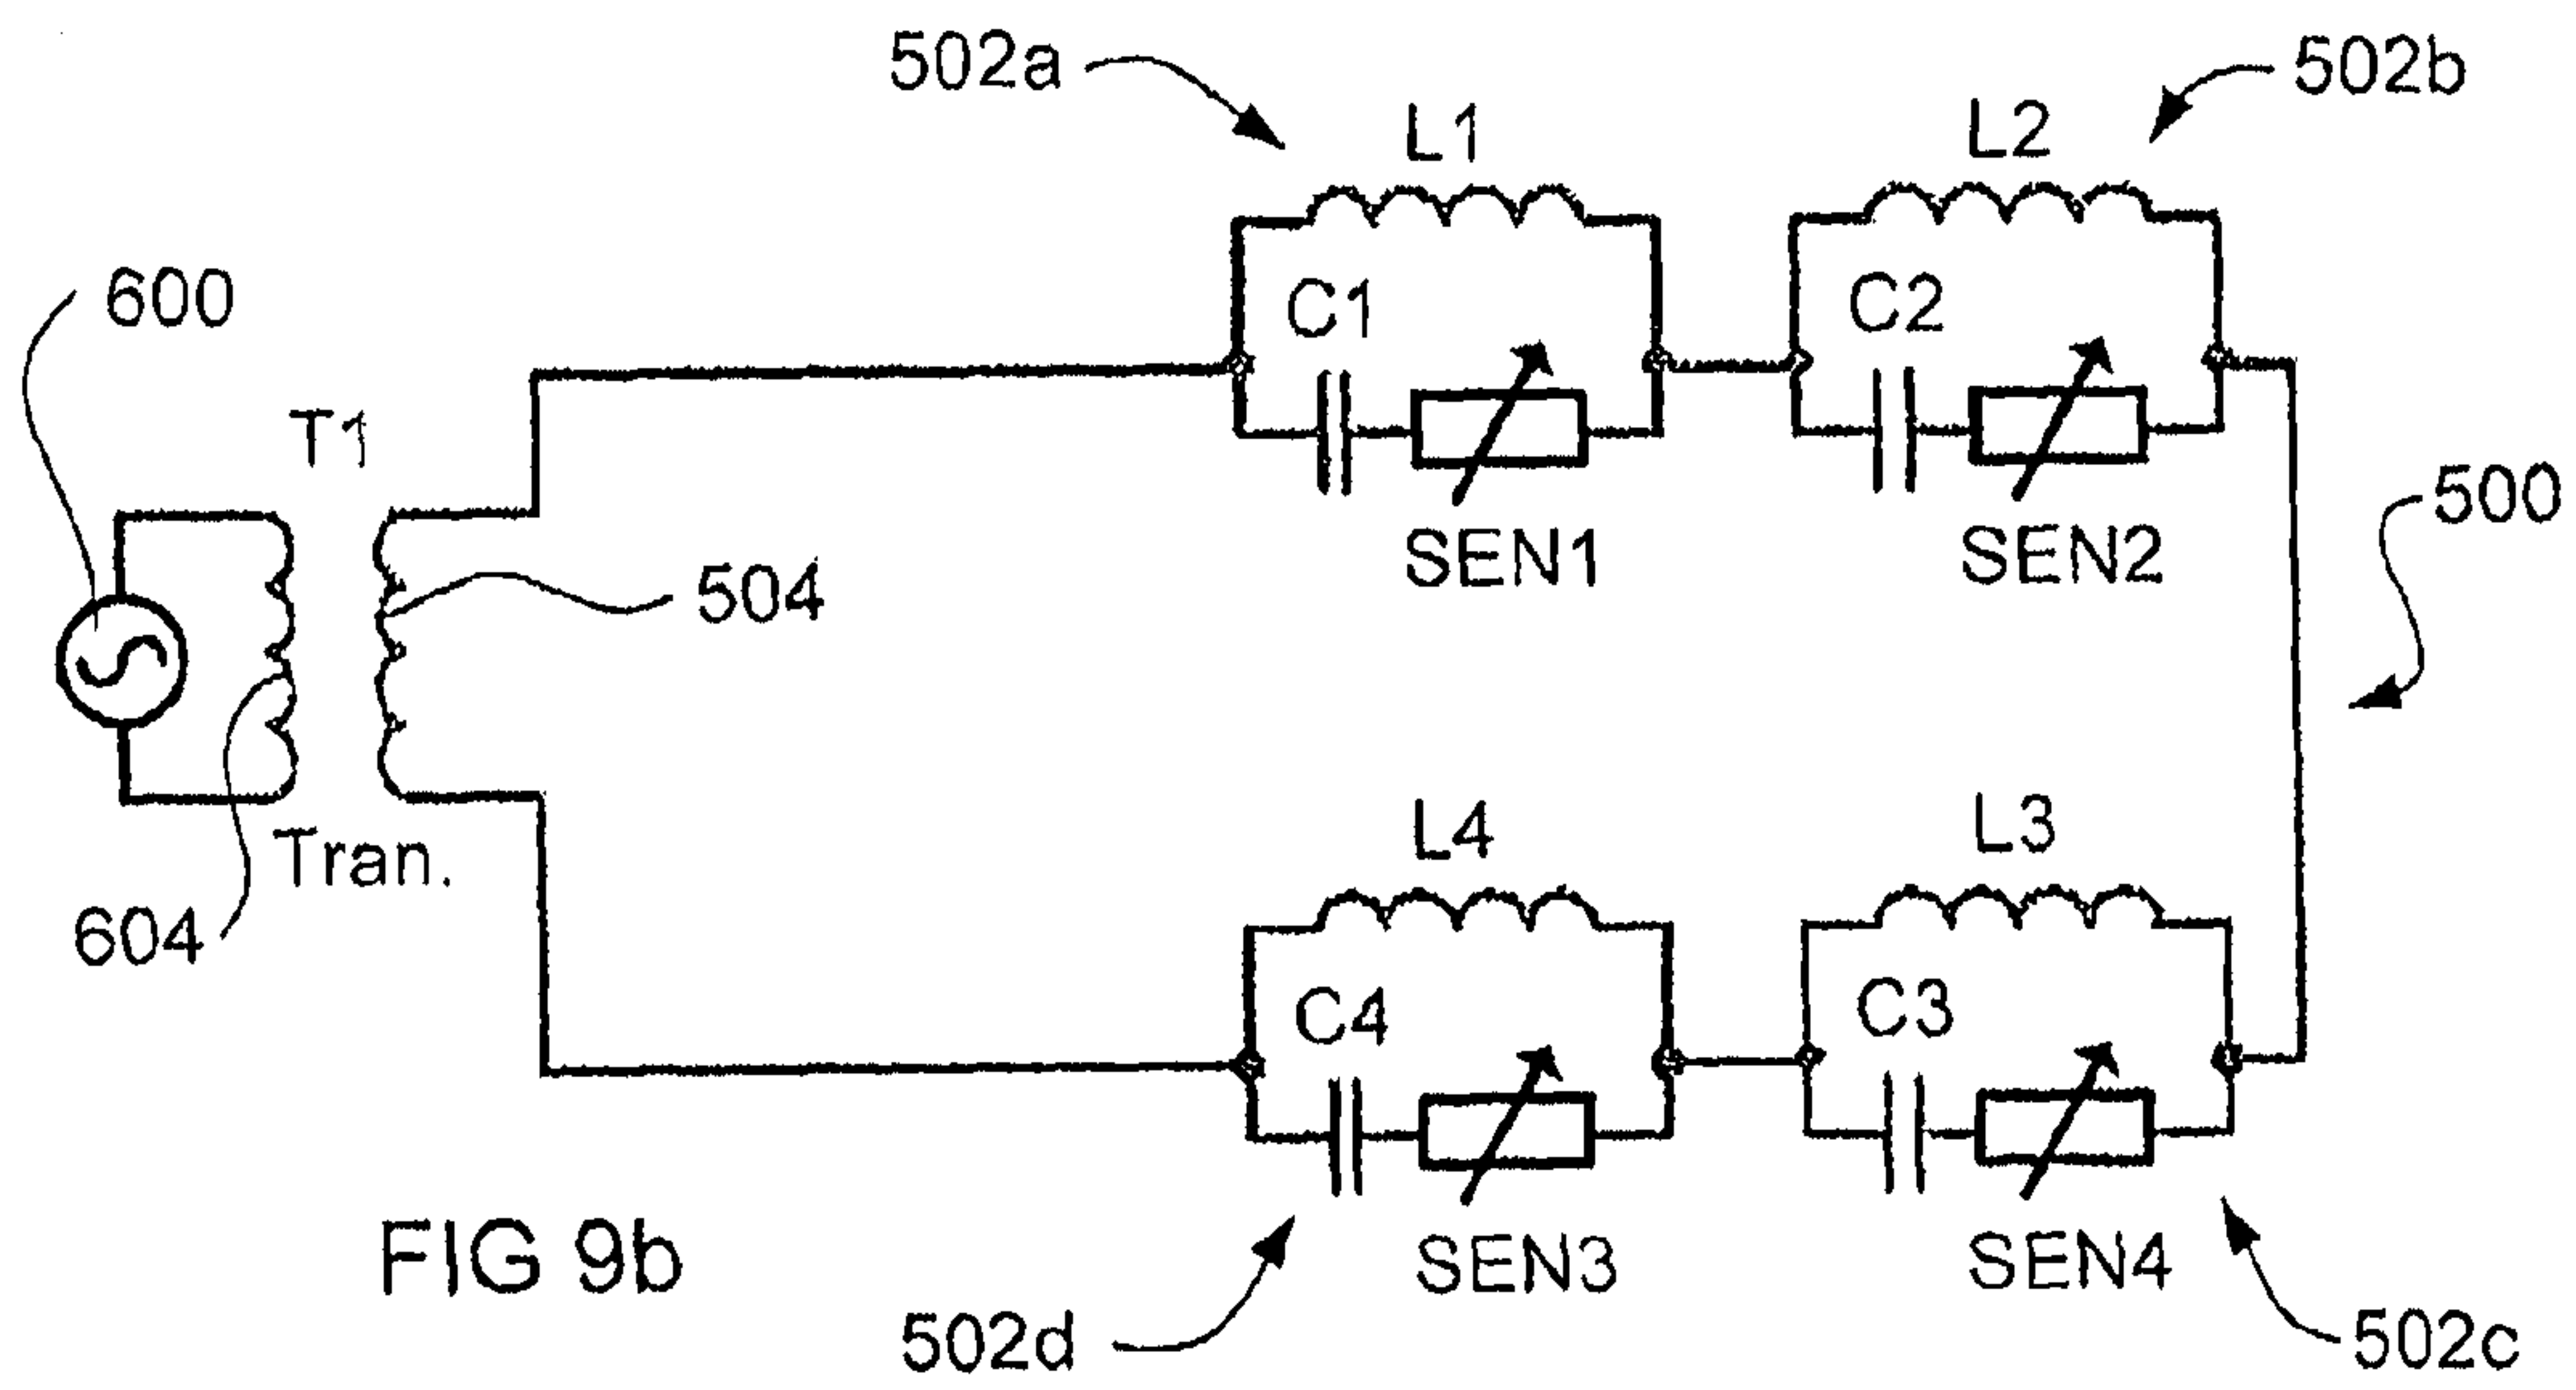 502a
502b
L1
L2
600
C1
C2
T1
500
SEN1
SEN2
504
L4
L3
Tran.
604
C4
C3
FIG 9b
SEN3
SEN4
502d
502c